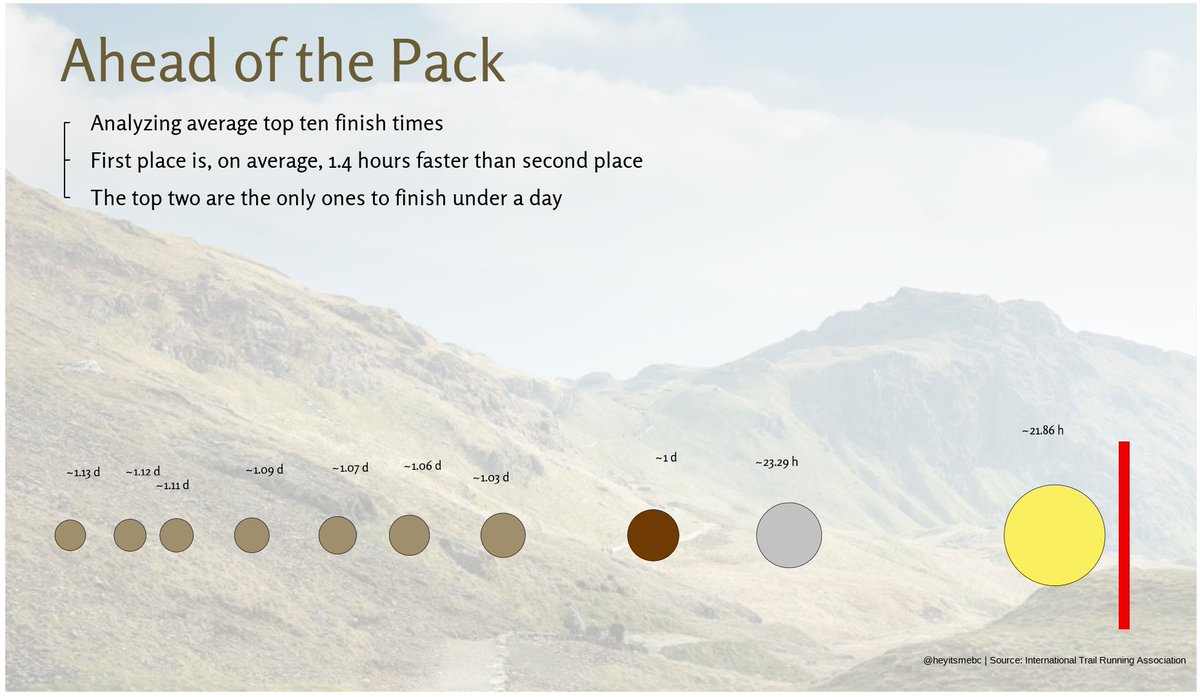 Ahead of the Pack
Analyzing average top ten finish times
First place is, on average, 1.4 hours faster than second place
The top two are the only ones to finish under a day
~21.86 h
~1 d
~23.29 h
~1.13 d
~1.12 d
~1.09 d
~1.07 d
~1.06 d
~1.03 d
~1.11 d
@heyitsmebc | Source: International Trail Running Association